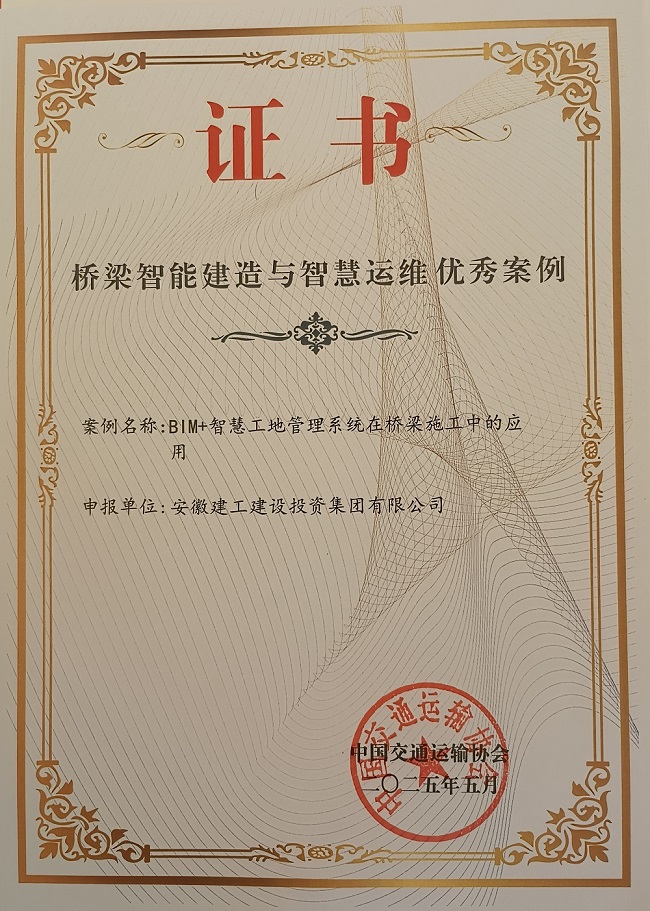 证书
桥梁智能建造与智慧运维优秀案例
案例名称:BIM+智慧工地管理系统在桥梁施工中的应
用
申报单位:安徽建工建设投资集团有限公司
中国交通运输协会
中国交通运输协会
二〇二五年五月